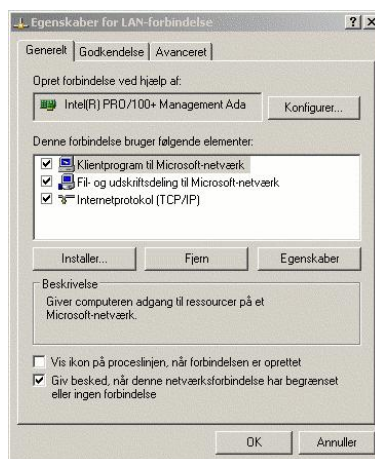 Egenskaber for LAN-forbindelse
Generelt Godkendelse Avanceret
Opret forbindelse ved hjælp af:
Intel(R) PRO/100+ Management Ada
Konfigurer...
Denne forbindelse bruger følgende elementer:
Klientprogram til Microsoft-netværk
Fil- og udskriftsdeling til Microsoft-netværk
Internetprotokol (TCP/IP)
Installer... Fjern Egenskaber
Beskrivelse
Giver computeren adgang til ressourcer på et
Microsoft-netværk.
Vis ikon på proceslinjen, når forbindelsen er oprettet
Giv besked, når denne netværksforbindelse har begrænset
eller ingen forbindelse
OK Annuller